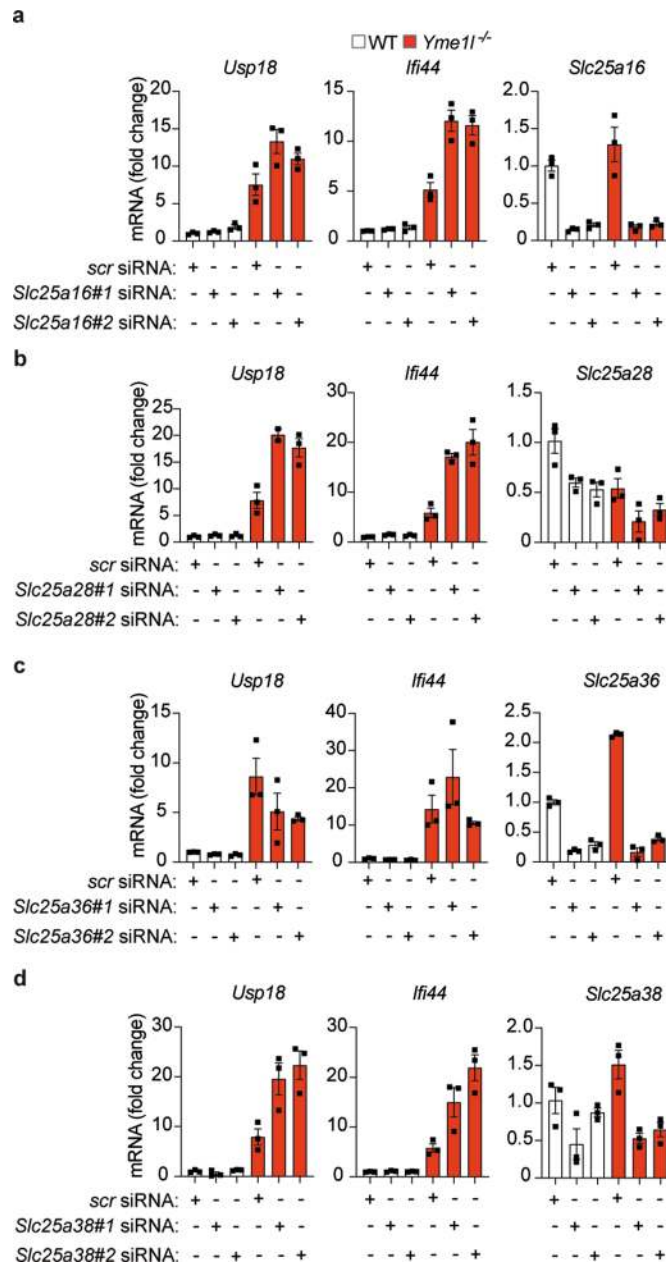 a
WT Yme1l-/-
Usp18 Ifi44 Slc25a16
mRNA (fold change)
20 15 1.5
15
10 1.0
10
5 0.5
5
0 0 0
scr siRNA: + - - + - - + - - + - - + - - + - -
Slc25a16#1 siRNA: - + - - + - - + - - + - - + - - + -
Slc25a16#2 siRNA: - - + - - + - - + - - + - - + - - +
b
Usp18 Ifi44 Slc25a28
mRNA (fold change)
25 30 1.5
20
20 1.0
15
10 10 0.5
5
0 0 0
scr siRNA: + - - + - - + - - + - - + - - + - -
Slc25a28#1 siRNA: - + - - + - - + - - + - - + - - + -
Slc25a28#2 siRNA: - - + - - + - - + - - + - - + - - +
c
Usp18 Ifi44 Slc25a36
mRNA (fold change)
15 40 2.5
30 2.0
10
20 1.5
1.0
5 10
0.5
0 0 0
scr siRNA: + - - + - - + - - + - - + - - + - -
Slc25a36#1 siRNA: - + - - + - - + - - + - - + - - + -
Slc25a36#2 siRNA: - - + - - + - - + - - + - - + - - +
d
Usp18 Ifi44 Slc25a38
mRNA (fold change)
30 30 2.0
20 20 1.5
1.0
10 10
0.5
0 0 0
scr siRNA: + - - + - - + - - + - - + - - + - -
Slc25a38#1 siRNA: - + - - + - - + - - + - - + - - + -
Slc25a38#2 siRNA: - - + - - + - - + - - + - - + - - +